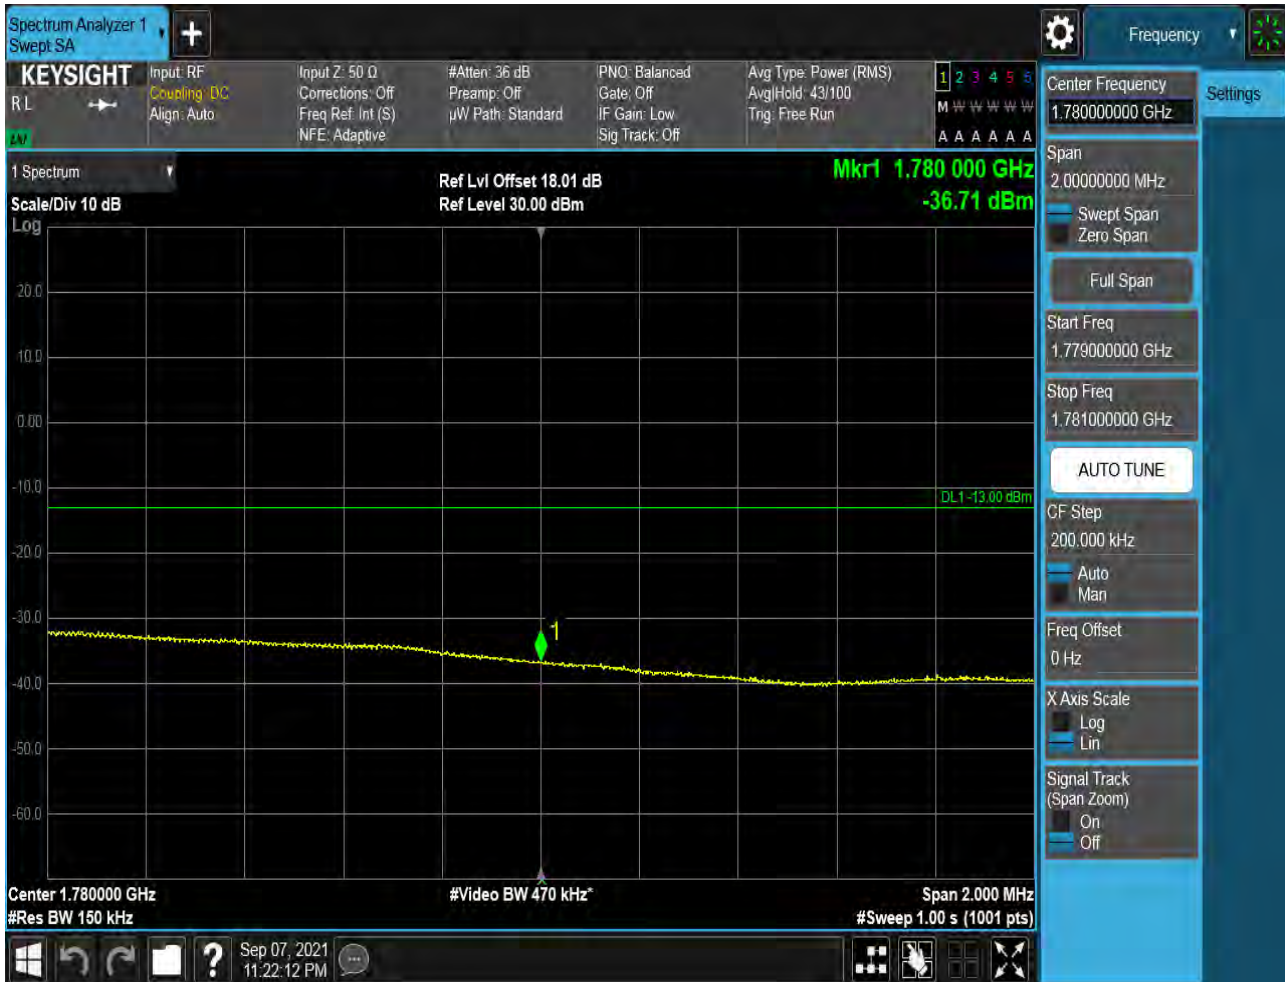 Spectrum Analyzer 1
Swept SA
+
Frequency
KEYSIGHT
R L
LNI
Input: RF
Coupling: DC
Align: Auto
Input Z: 50 Ω
Corrections: Off
Freq Ref: Int (S)
NFE: Adaptive
#Atten: 36 dB
Preamp: Off
µW Path: Standard
PNO: Balanced
Gate: Off
IF Gain: Low
Sig Track: Off
Avg Type: Power (RMS)
Avg|Hold: 43/100
Trig: Free Run
1 2 3 4 5 6
M W W W W W
A A A A A A
1 Spectrum
Scale/Div 10 dB
Log
Ref Lvl Offset 18.01 dB
Ref Level 30.00 dBm
Mkr1 1.780 000 GHz
-36.71 dBm
20.0
10.0
0.00
-10.0
DL1 -13.00 dBm
-20.0
-30.0
1
-40.0
-50.0
-60.0
Center 1.780000 GHz
#Res BW 150 kHz
#Video BW 470 kHz*
Span 2.000 MHz
#Sweep 1.00 s (1001 pts)
Center Frequency
1.780000000 GHz
Settings
Span
2.00000000 MHz
Swept Span
Zero Span
Full Span
Start Freq
1.779000000 GHz
Stop Freq
1.781000000 GHz
AUTO TUNE
CF Step
200.000 kHz
Auto
Man
Freq Offset
0 Hz
X Axis Scale
Log
Lin
Signal Track
(Span Zoom)
On
Off
?
Sep 07, 2021
11:22:12 PM